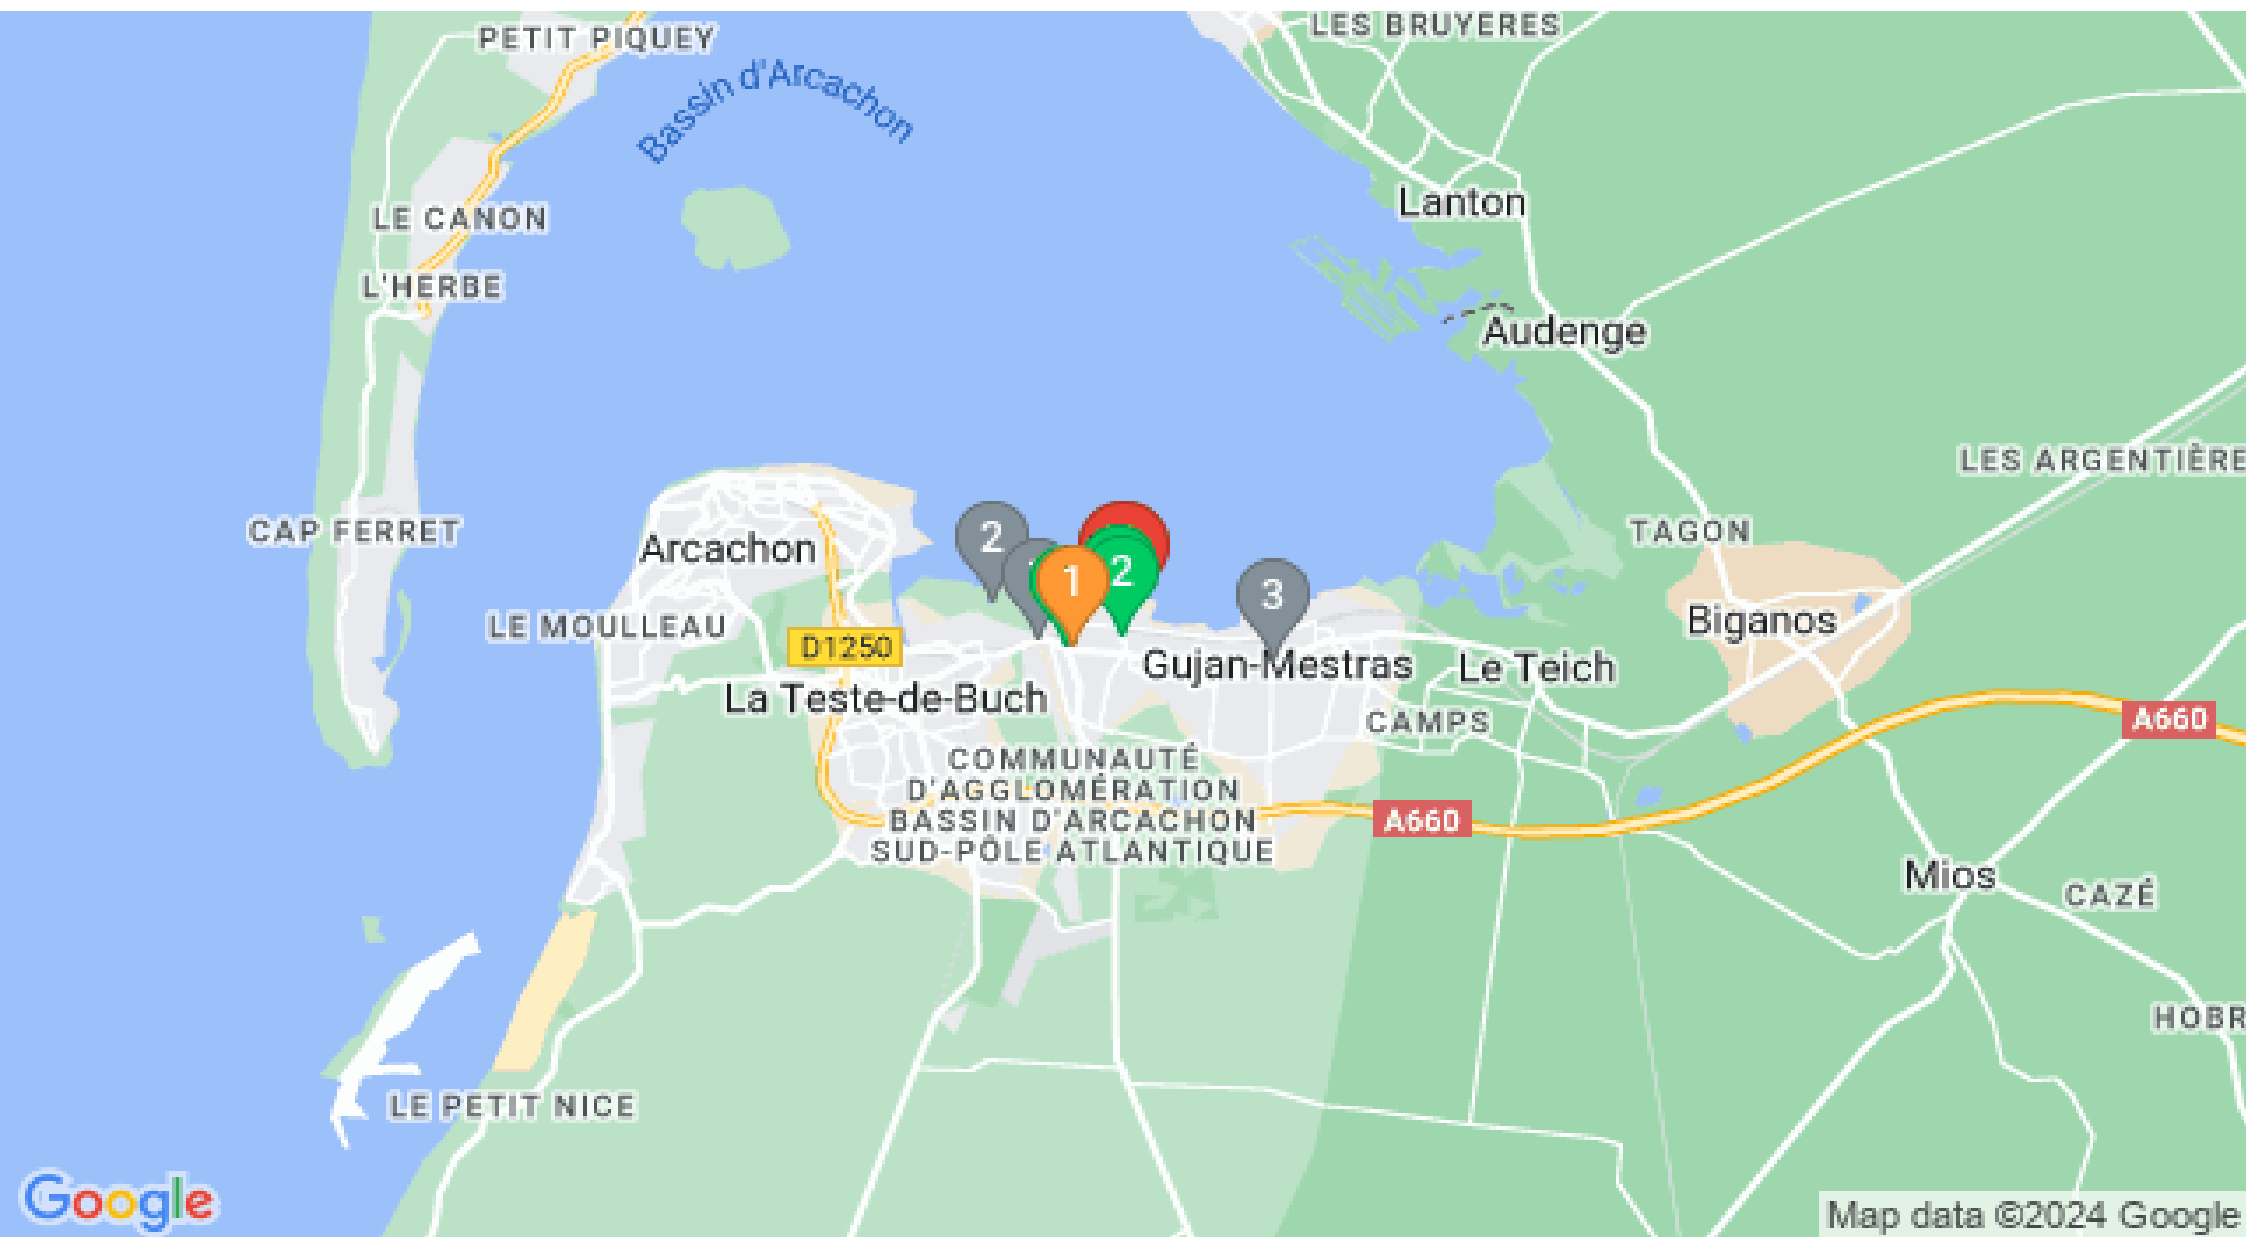 LES BRUYERES
PETIT PIQUEY
Bassin d'Arcachon
Lanton
LE CANON
L'HERBE
Audenge
LES ARGENTIÈRE
CAP FERRET
TAGON
2
Arcachon
1
2
3
LE MOULLEAU
D1250
Biganos
Gujan-Mestras
Le Teich
La Teste-de-Buch
CAMPS
A660
COMMUNAUTÉ
D'AGGLOMÉRATION
BASSIN D'ARCACHON
SUD-PÔLE ATLANTIQUE
A660
Mios
CAZÉ
HOBR
LE PETIT NICE
Google
Map data ©2024 Google